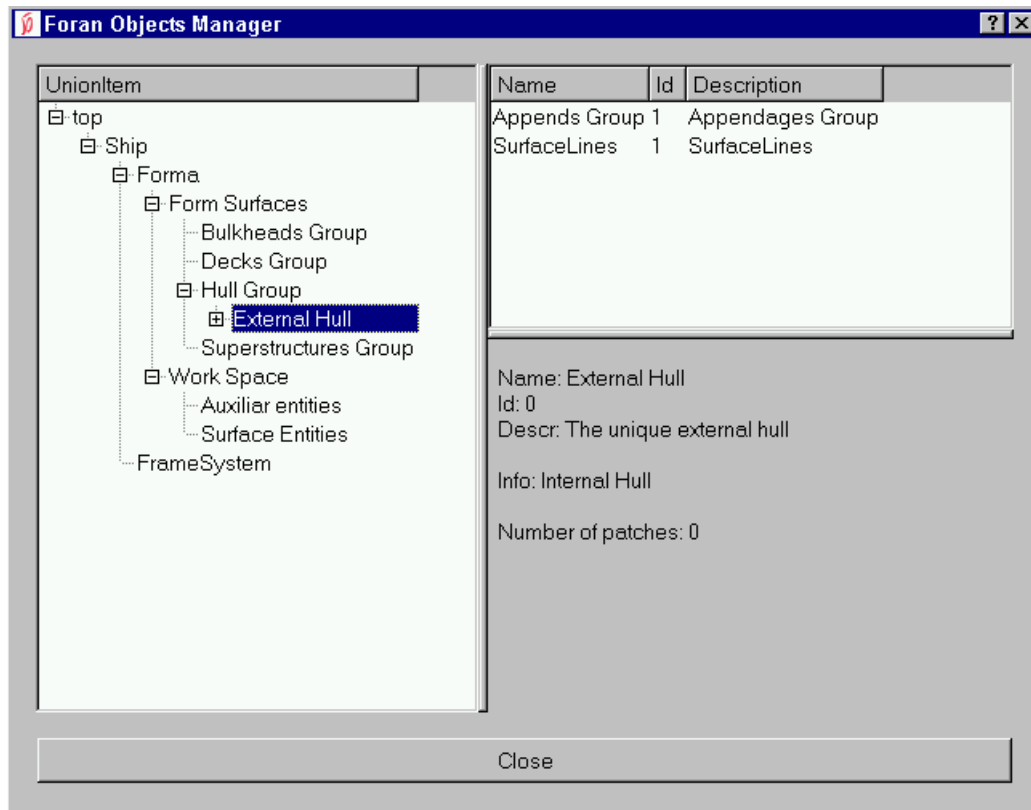 Foran Objects Manager
UnionItem
top
Ship
Forma
Form Surfaces
Bulkheads Group
Decks Group
Hull Group
External Hull
Superstructures Group
Work Space
Auxiliar entities
Surface Entities
FrameSystem
Name Id Description
Appends Group 1 Appendages Group
SurfaceLines 1 SurfaceLines
Name: External Hull
Id: 0
Descr: The unique external hull
Info: Internal Hull
Number of patches: 0
Close